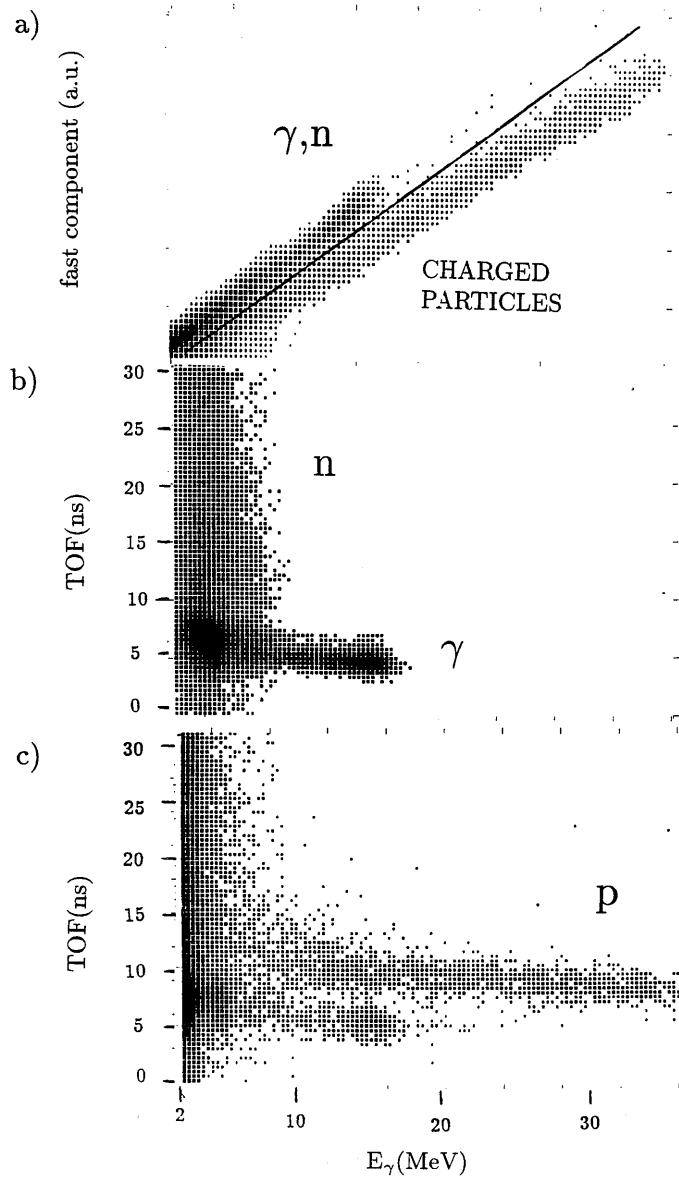 a)
fast component (a.u.)
γ,n
CHARGED
PARTICLES
b)
30
25
20
15
10
5
0
TOF(ns)
n
γ
c)
30
25
20
15
10
5
0
TOF(ns)
p
2
10
20
30
E_γ(MeV)